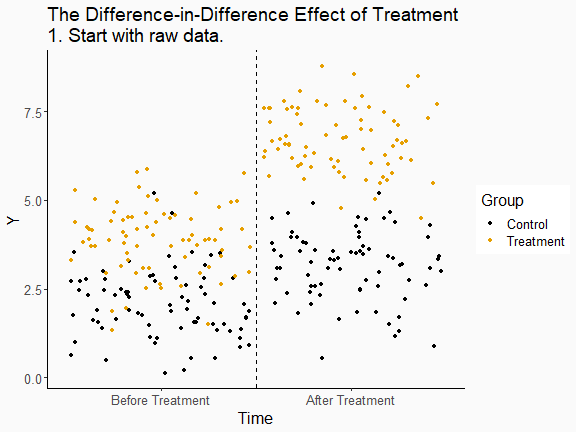 The Difference-in-Difference Effect of Treatment
1. Start with raw data.
7.5
5.0
2.5
0.0
Y
Before Treatment
After Treatment
Time
Group
Control
Treatment